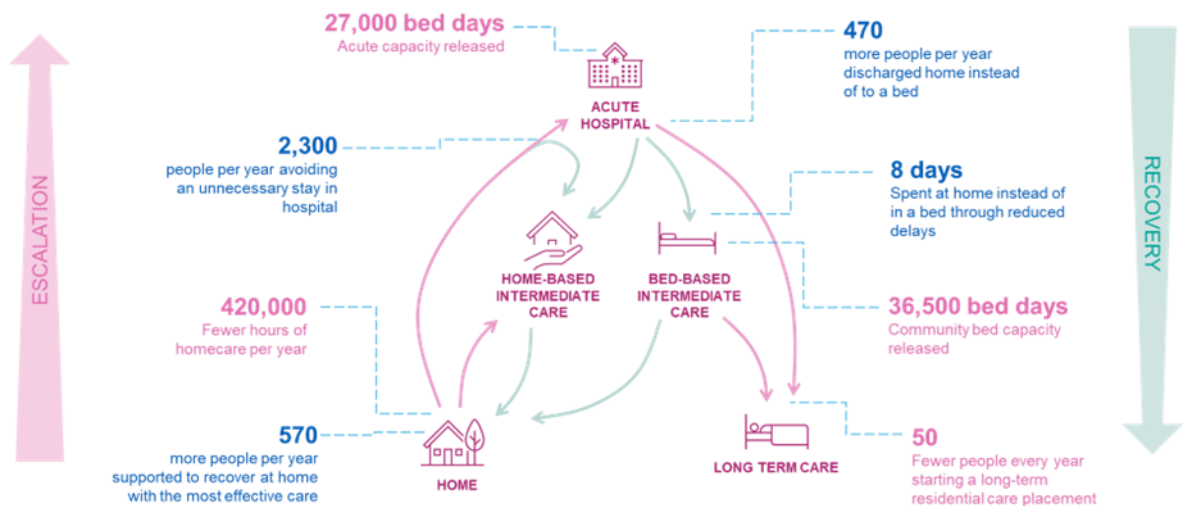 27,000 bed days
Acute capacity released
470
more people per year
discharged home instead
of to a bed
ACUTE
HOSPITAL
2,300
people per year avoiding
an unnecessary stay in
hospital
8 days
Spent at home instead of
in a bed through reduced
delays
ESCALATION
RECOVERY
HOME-BASED
INTERMEDIATE
CARE
BED-BASED
INTERMEDIATE
CARE
420,000
Fewer hours of
homecare per year
36,500 bed days
Community bed capacity
released
570
more people per year
supported to recover at home
with the most effective care
HOME
LONG TERM CARE
50
Fewer people every year
starting a long-term
residential care placement